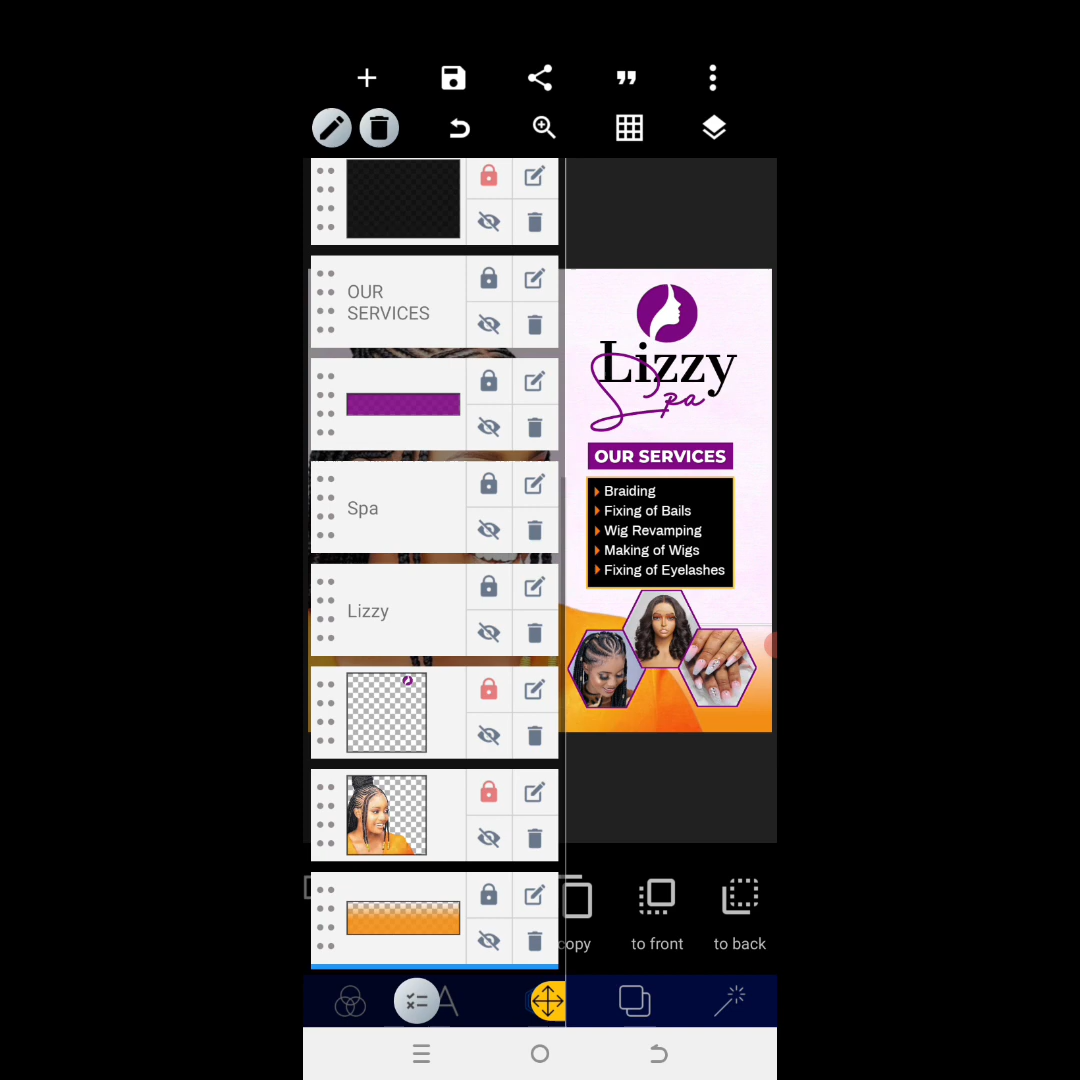 OUR
SERVICES
Spa
Lizzy
Lizzy
Spa
OUR SERVICES
Braiding
Fixing of Bails
Wig Revamping
Making of Wigs
Fixing of Eyelashes
copy
to front
to back